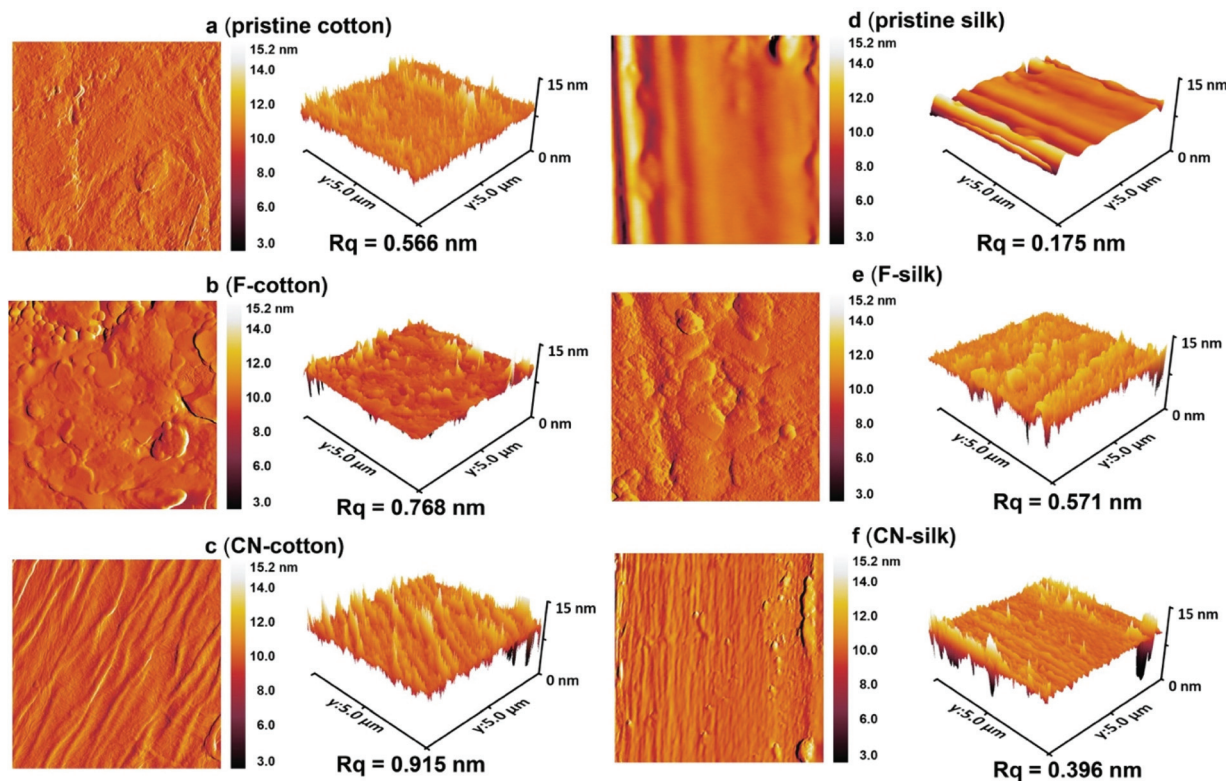 a (pristine cotton)
15.2 nm
14.0
12.0
10.0
8.0
6.0
3.0
15 nm
0 nm
y:5.0 µm
y:5.0 µm
Rq = 0.566 nm
d (pristine silk)
15.2 nm
14.0
12.0
10.0
8.0
6.0
3.0
15 nm
0 nm
y:5.0 µm
y:5.0 µm
Rq = 0.175 nm
b (F-cotton)
15.2 nm
14.0
12.0
10.0
8.0
6.0
3.0
15 nm
0 nm
y:5.0 µm
y:5.0 µm
Rq = 0.768 nm
e (F-silk)
15.2 nm
14.0
12.0
10.0
8.0
6.0
3.0
15 nm
0 nm
y:5.0 µm
y:5.0 µm
Rq = 0.571 nm
c (CN-cotton)
15.2 nm
14.0
12.0
10.0
8.0
6.0
3.0
15 nm
0 nm
y:5.0 µm
y:5.0 µm
Rq = 0.915 nm
f (CN-silk)
15.2 nm
14.0
12.0
10.0
8.0
6.0
3.0
15 nm
0 nm
y:5.0 µm
y:5.0 µm
Rq = 0.396 nm